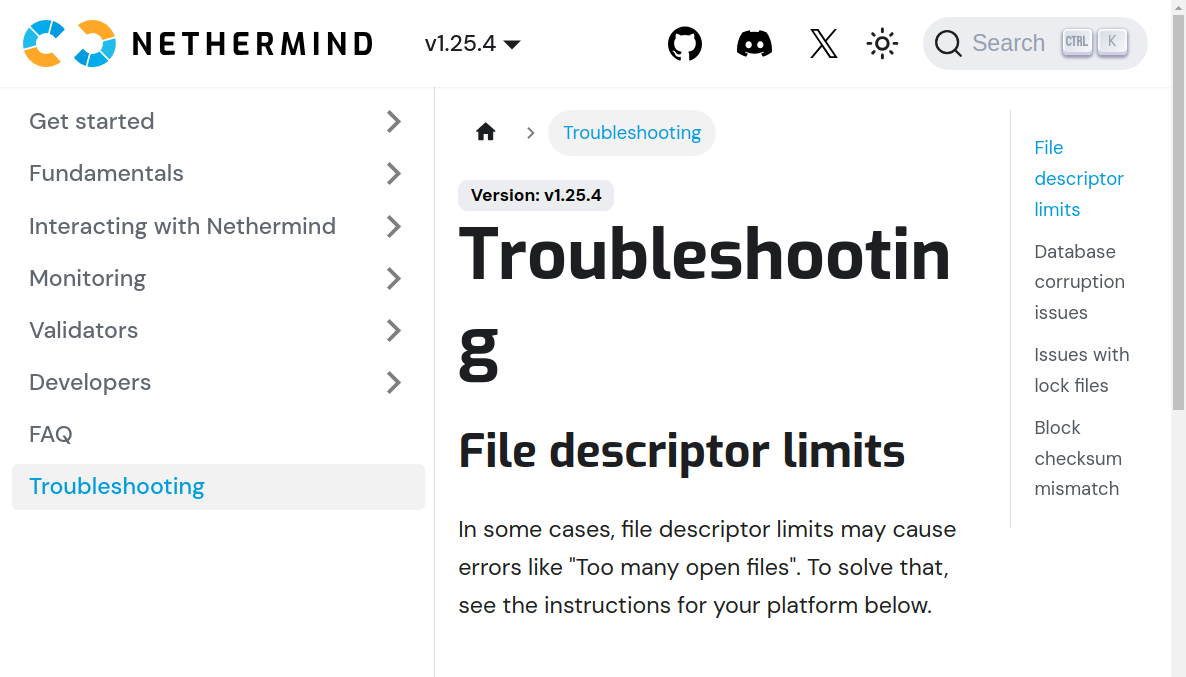 NETHERMIND
v1.25.4
Search
CTRL
K
Get started
Fundamentals
Interacting with Nethermind
Monitoring
Validators
Developers
FAQ
Troubleshooting
Troubleshooting
Version: v1.25.4
Troubleshootin
g
File descriptor limits
In some cases, file descriptor limits may cause
errors like "Too many open files". To solve that,
see the instructions for your platform below.
File
descriptor
limits
Database
corruption
issues
Issues with
lock files
Block
checksum
mismatch